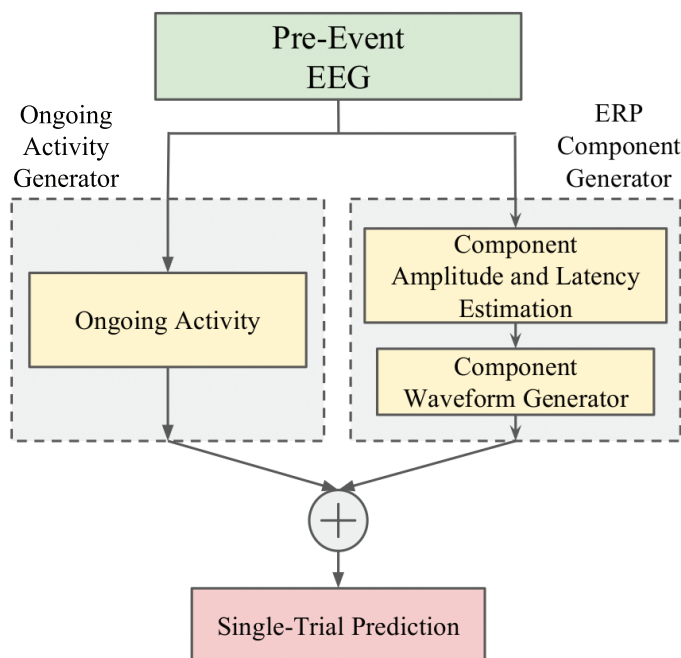 Pre-Event
EEG
Ongoing
Activity
Generator
ERP
Component
Generator
Component
Amplitude and Latency
Estimation
Ongoing Activity
Component
Waveform Generator
Single-Trial Prediction